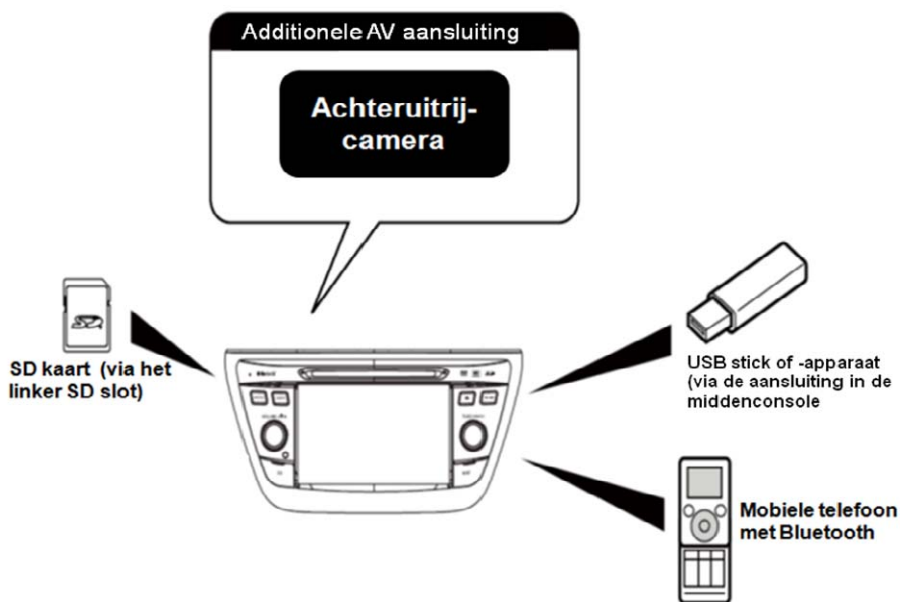 Additionele AV aansluiting
Achteruitrij-
camera
SD kaart (via het
linker SD slot)
USB stick of -apparaat
(via de aansluiting in de
middenconsole
Mobiele telefoon
met Bluetooth